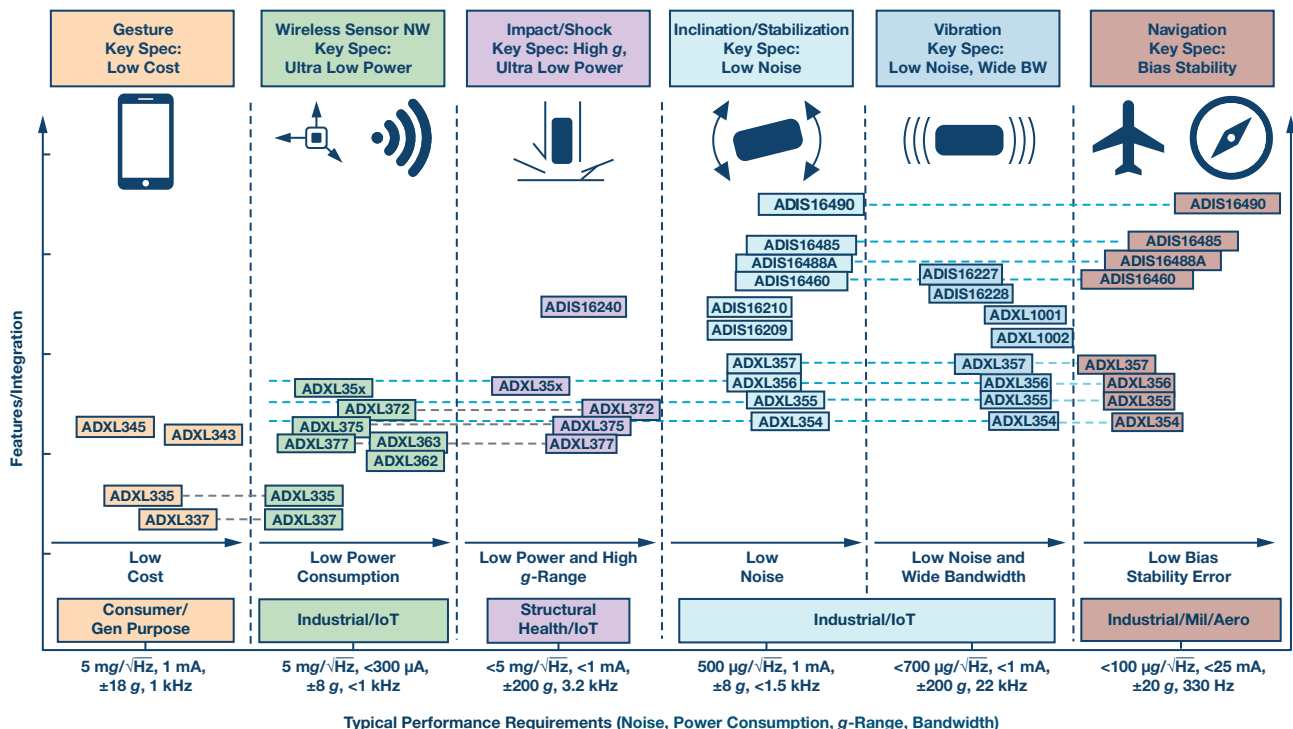 Gesture
Key Spec:
Low Cost
Wireless Sensor NW
Key Spec:
Ultra Low Power
Impact/Shock
Key Spec: High g,
Ultra Low Power
Inclination/Stabilization
Key Spec:
Low Noise
Vibration
Key Spec:
Low Noise, Wide BW
Navigation
Key Spec:
Bias Stability
Features/Integration
ADXL345
ADXL343
ADXL335
ADXL337
ADXL35x
ADXL372
ADXL375
ADXL377
ADXL363
ADXL362
ADXL335
ADXL337
ADIS16240
ADXL35x
ADXL372
ADXL375
ADXL377
ADIS16490
ADIS16485
ADIS16488A
ADIS16460
ADIS16210
ADIS16209
ADXL357
ADXL356
ADXL355
ADXL354
ADIS16227
ADIS16228
ADXL1001
ADXL1002
ADXL357
ADXL356
ADXL355
ADXL354
ADIS16490
ADIS16485
ADIS16488A
ADIS16460
ADXL357
ADXL356
ADXL355
ADXL354
Low
Cost
Low Power
Consumption
Low Power and High
g-Range
Low
Noise
Low Noise and
Wide Bandwidth
Low Bias
Stability Error
Consumer/
Gen Purpose
Industrial/IoT
Structural
Health/IoT
Industrial/IoT
Industrial/Mil/Aero
5 mg/√Hz, 1 mA,
±18 g, 1 kHz
5 mg/√Hz, <300 µA,
±8 g, <1 kHz
<5 mg/√Hz, <1 mA,
±200 g, 3.2 kHz
500 µg/√Hz, 1 mA,
±8 g, <1.5 kHz
<700 µg/√Hz, <1 mA,
±200 g, 22 kHz
<100 µg/√Hz, <25 mA,
±20 g, 330 Hz
Typical Performance Requirements (Noise, Power Consumption, g-Range, Bandwidth)